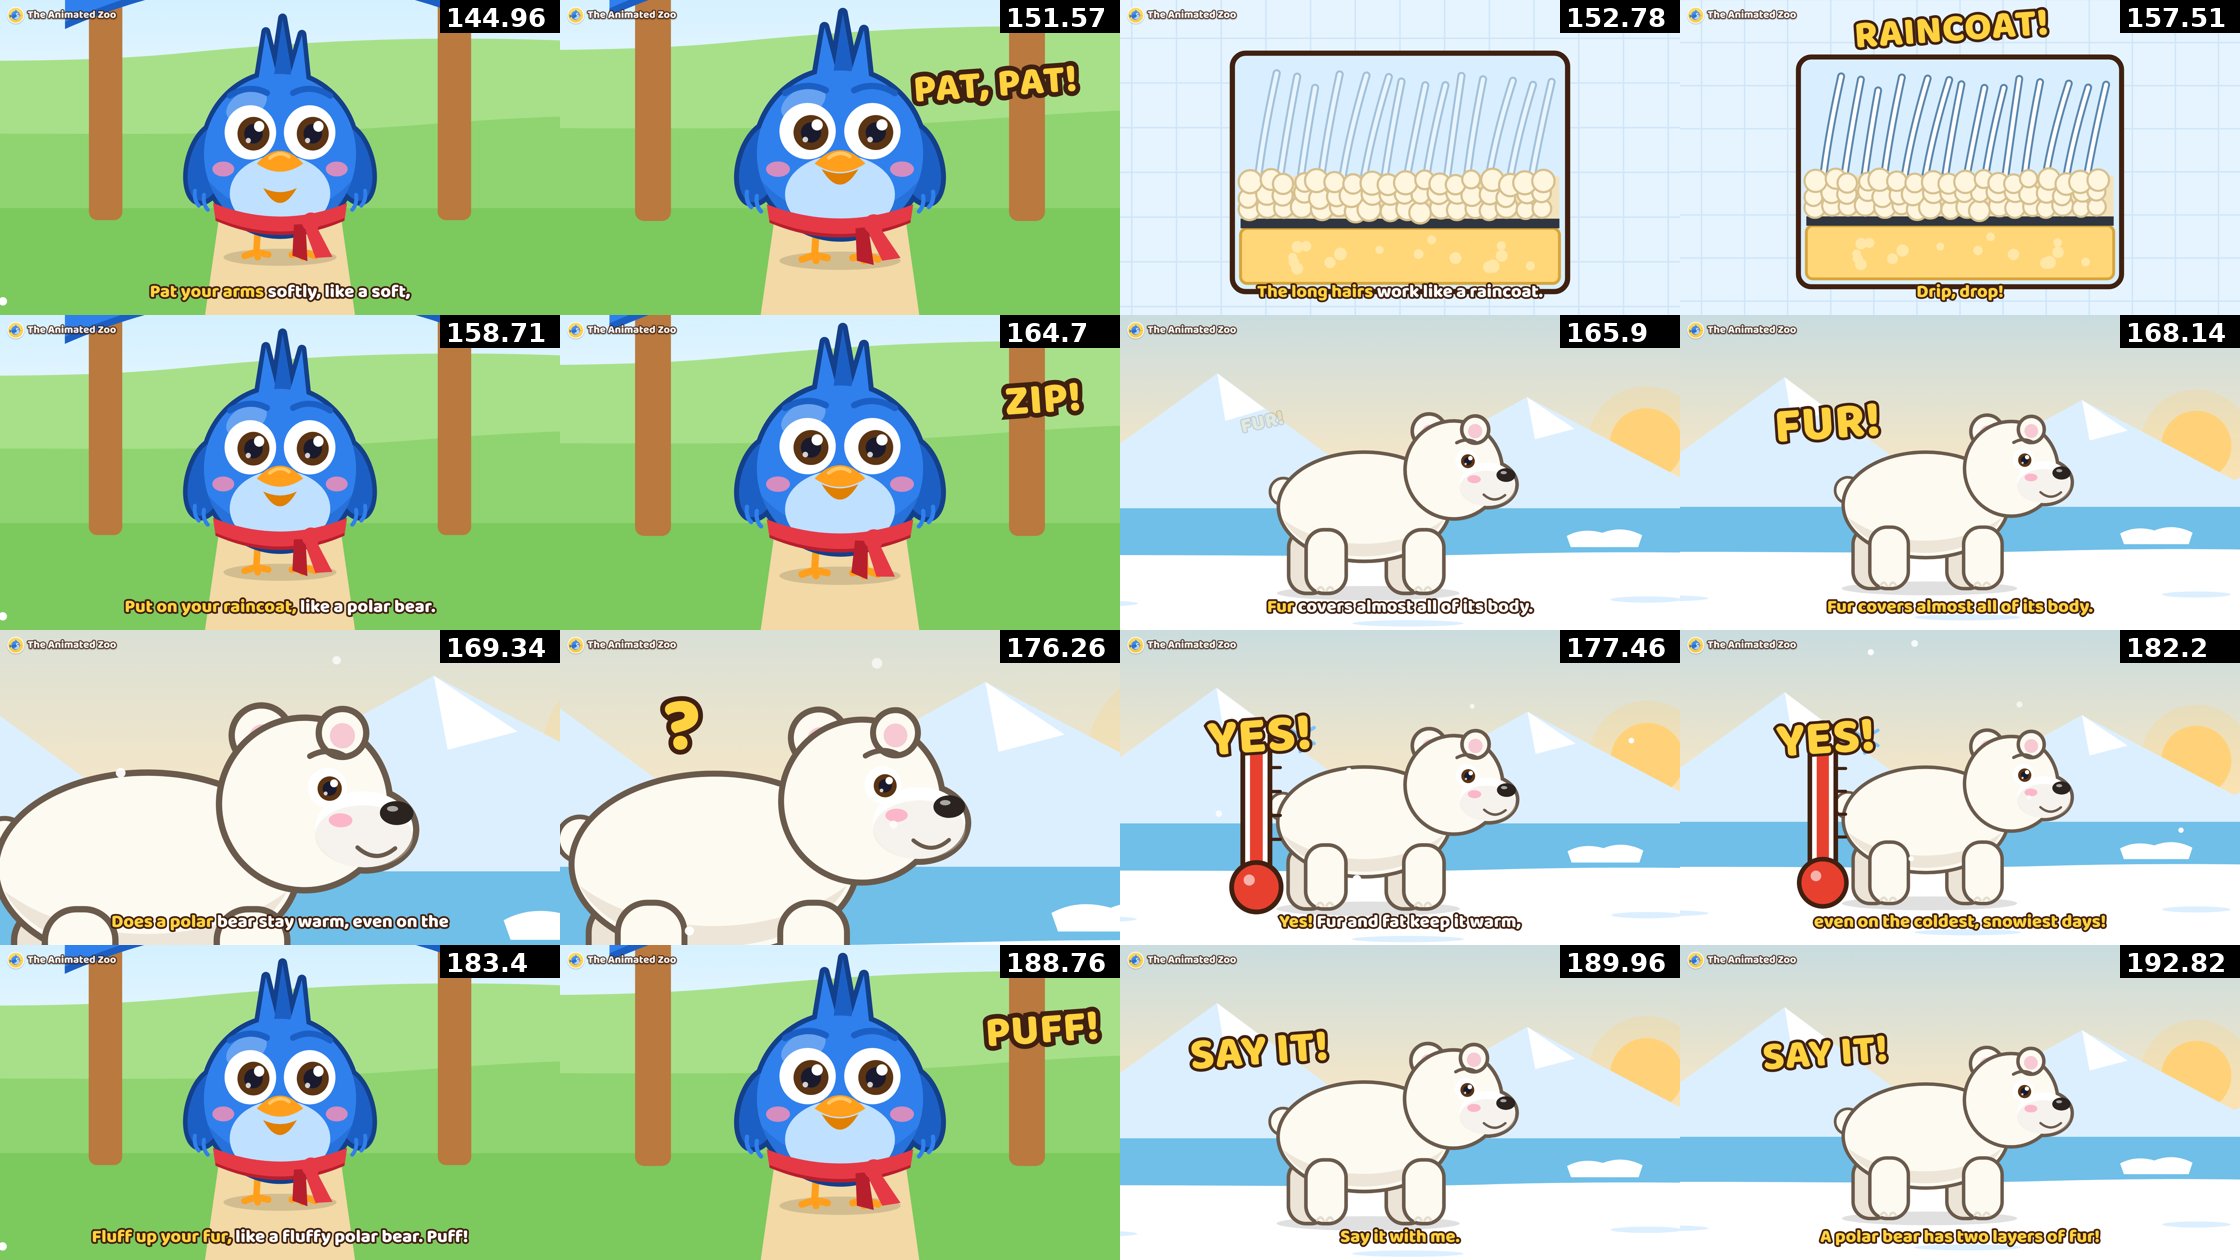 The Animated Zoo
144.96
Pat your arms softly, like a soft,
The Animated Zoo
151.57
PAT, PAT!
The Animated Zoo
152.78
The long hairs work like a raincoat.
The Animated Zoo
157.51
RAINCOAT!
Drip, drop!
The Animated Zoo
158.71
Put on your raincoat, like a polar bear.
The Animated Zoo
164.7
ZIP!
The Animated Zoo
165.9
FUR!
Fur covers almost all of its body.
The Animated Zoo
168.14
FUR!
Fur covers almost all of its body.
The Animated Zoo
169.34
Does a polar bear stay warm, even on the
The Animated Zoo
176.26
?
The Animated Zoo
177.46
YES!
Yes! Fur and fat keep it warm,
The Animated Zoo
182.2
YES!
even on the coldest, snowiest days!
The Animated Zoo
183.4
Fluff up your fur, like a fluffy polar bear. Puff!
The Animated Zoo
188.76
PUFF!
The Animated Zoo
189.96
SAY IT!
Say it with me.
The Animated Zoo
192.82
SAY IT!
A polar bear has two layers of fur!